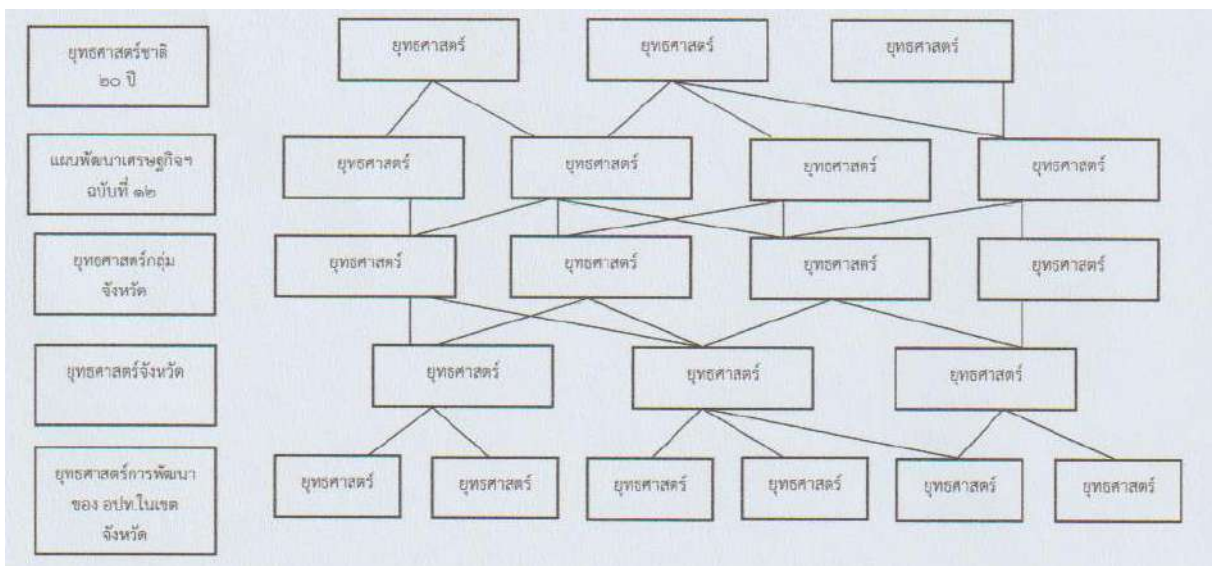 ยุทธศาสตร์ชาติ
๒๐ ปี
ยุทธศาสตร์
ยุทธศาสตร์
ยุทธศาสตร์
แผนพัฒนาเศรษฐกิจฯ
ฉบับที่ ๑๒
ยุทธศาสตร์
ยุทธศาสตร์
ยุทธศาสตร์
ยุทธศาสตร์
ยุทธศาสตร์กลุ่ม
จังหวัด
ยุทธศาสตร์
ยุทธศาสตร์
ยุทธศาสตร์
ยุทธศาสตร์
ยุทธศาสตร์จังหวัด
ยุทธศาสตร์
ยุทธศาสตร์
ยุทธศาสตร์
ยุทธศาสตร์การพัฒนา
ของ อปท.ในเขต
จังหวัด
ยุทธศาสตร์
ยุทธศาสตร์
ยุทธศาสตร์
ยุทธศาสตร์
ยุทธศาสตร์
ยุทธศาสตร์